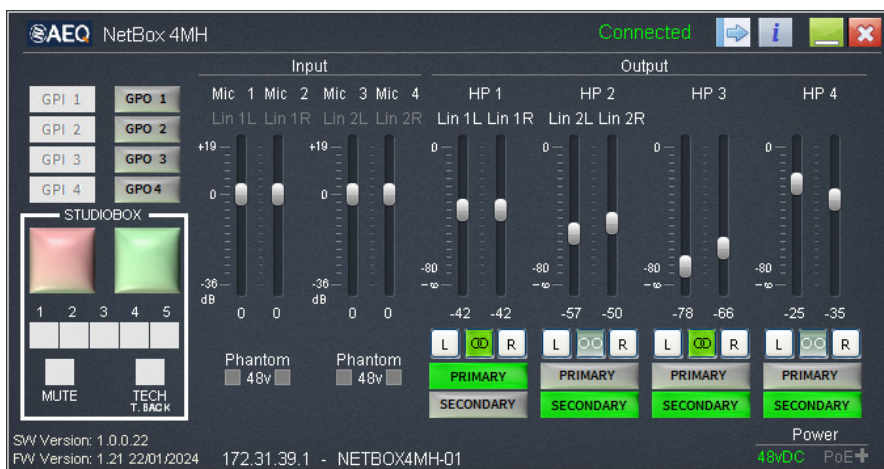 AEQ NetBox 4MH Connected i
Input Output
GPI 1 GPO 1 Mic 1 Mic 2 Mic 3 Mic 4 HP 1 HP 2 HP 3 HP 4
Lin 1L Lin 1R Lin 2L Lin 2R Lin 1L Lin 1R Lin 2L Lin 2R
GPI 2 GPO 2
+19 +19 0 0 0 0
GPI 3 GPO 3
GPI 4 GPO 4 0 0
STUDIOBOX
-80 -80 -80 -80
-36 -36 -∞ -∞ -∞ -∞
dB dB
1 2 3 4 5 0 0 0 0 -42 -42 -57 -50 -78 -66 -25 -35
L R L R L R L R
Phantom Phantom
48v 48v PRIMARY PRIMARY PRIMARY PRIMARY
MUTE TECH
T. BACK SECONDARY SECONDARY SECONDARY SECONDARY
SW Version: 1.0.0.22 Power
FW Version: 1.21 22/01/2024 172.31.39.1 - NETBOX4MH-01 48vDC PoE+